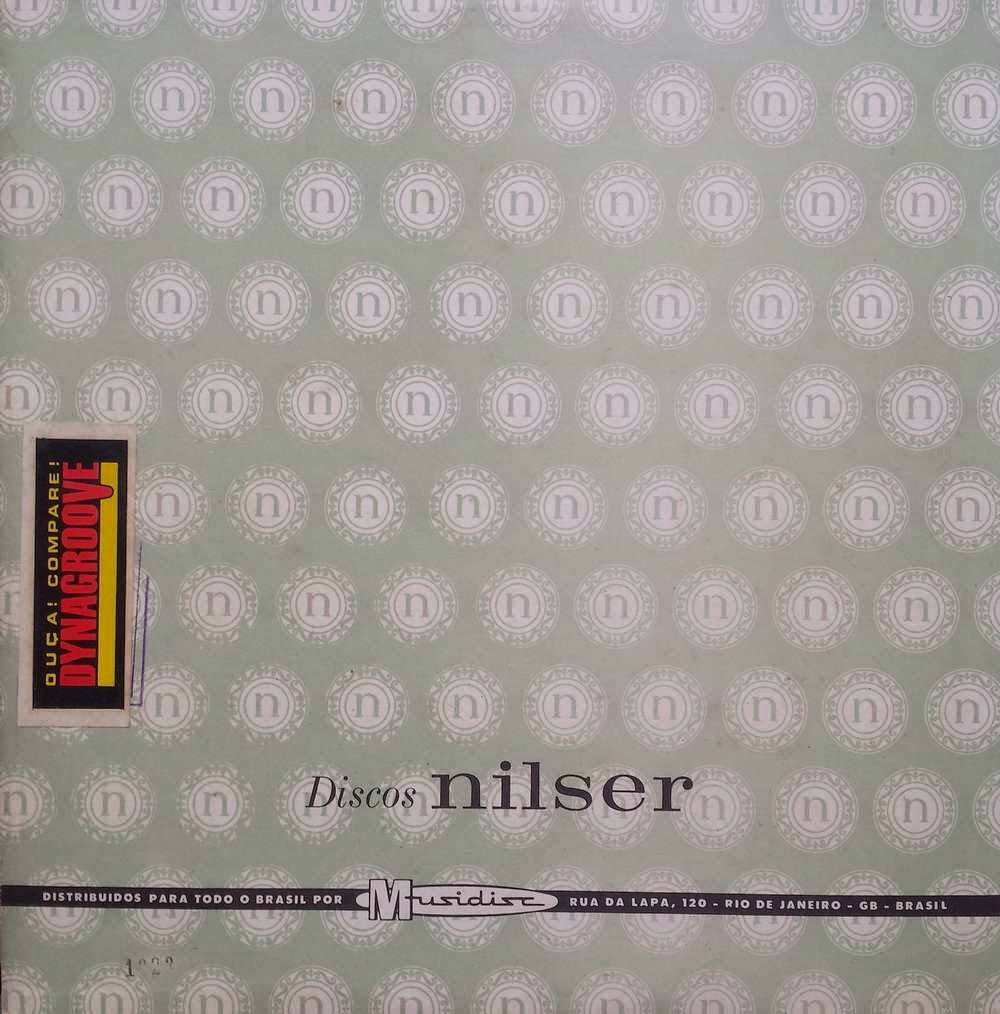 OUÇA! COMPARE!
DYNAGROOVE
Discos nilser
DISTRIBUIDOS PARA TODO O BRASIL POR Musidisc RUA DA LAPA, 120 - RIO DE JANEIRO - GB - BRASIL